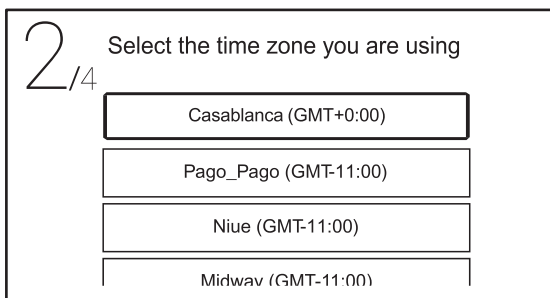 2/4
Select the time zone you are using
Casablanca (GMT+0:00)
Pago_Pago (GMT-11:00)
Niue (GMT-11:00)
Midway (GMT-11:00)